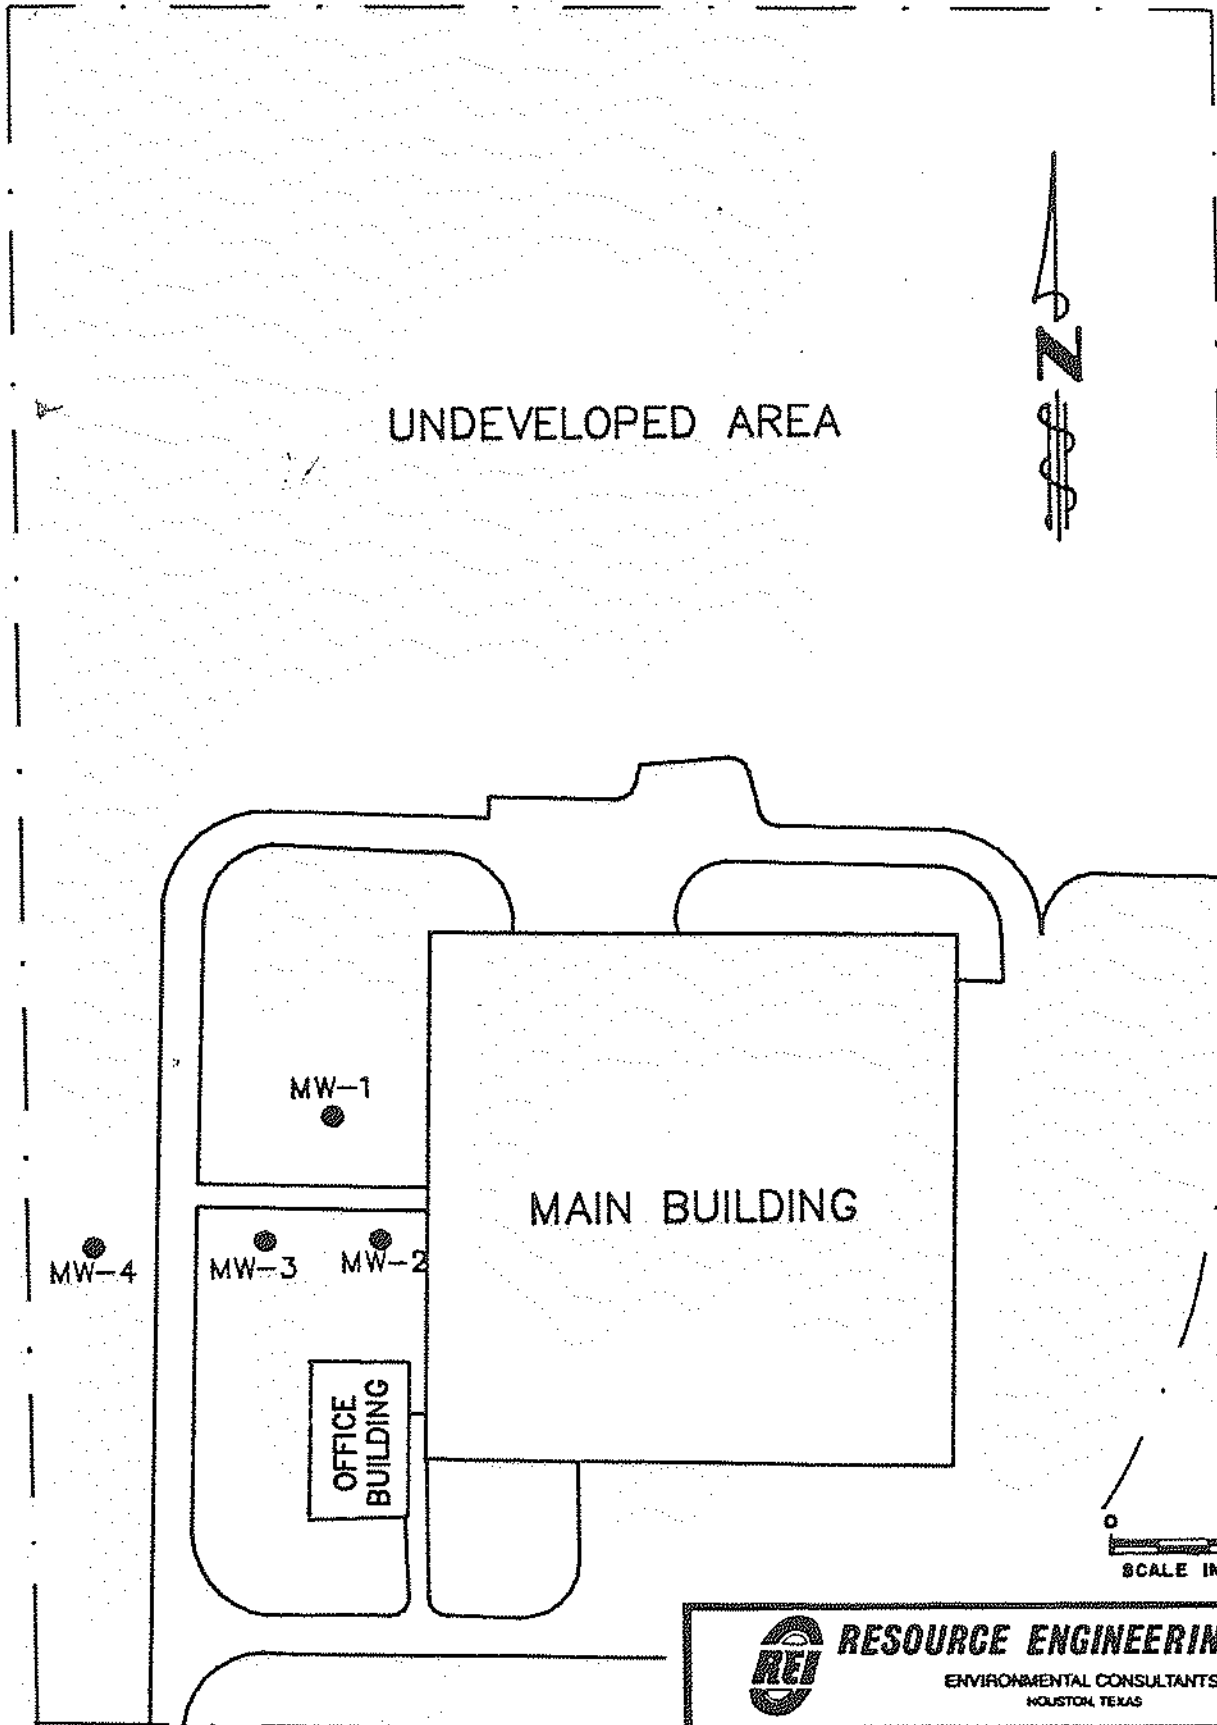 N
UNDEVELOPED AREA
MW-1
MAIN BUILDING
MW-4
MW-3
MW-2
OFFICE
BUILDING
0
SCALE IN
REI
RESOURCE ENGINEERIN
ENVIRONMENTAL CONSULTANTS
HOUSTON, TEXAS